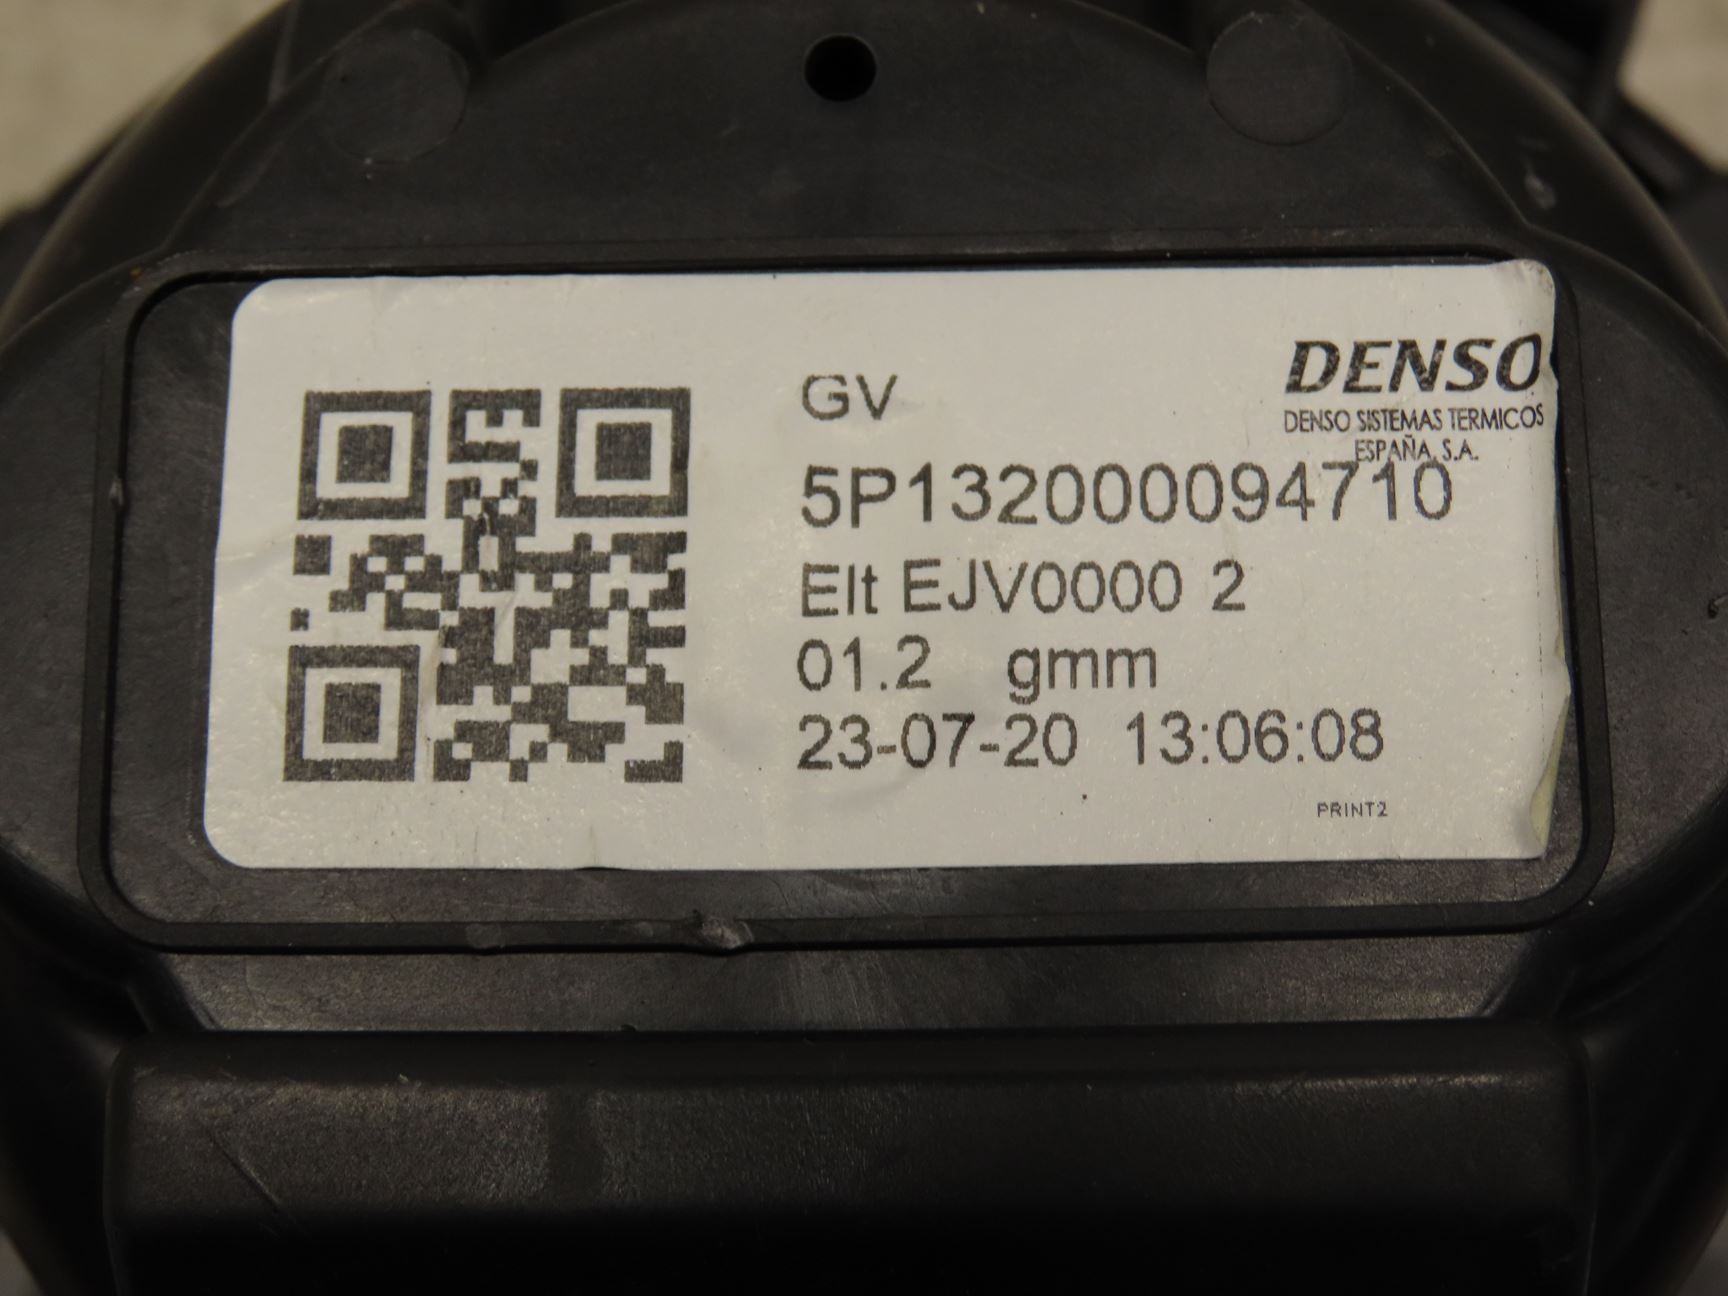 GV
DENSO
DENSO SISTEMAS TERMICOS
ESPAÑA, S.A.
5P1320000094710
Elt EJV0000 2
01.2 gmm
23-07-20 13:06:08
PRINT2